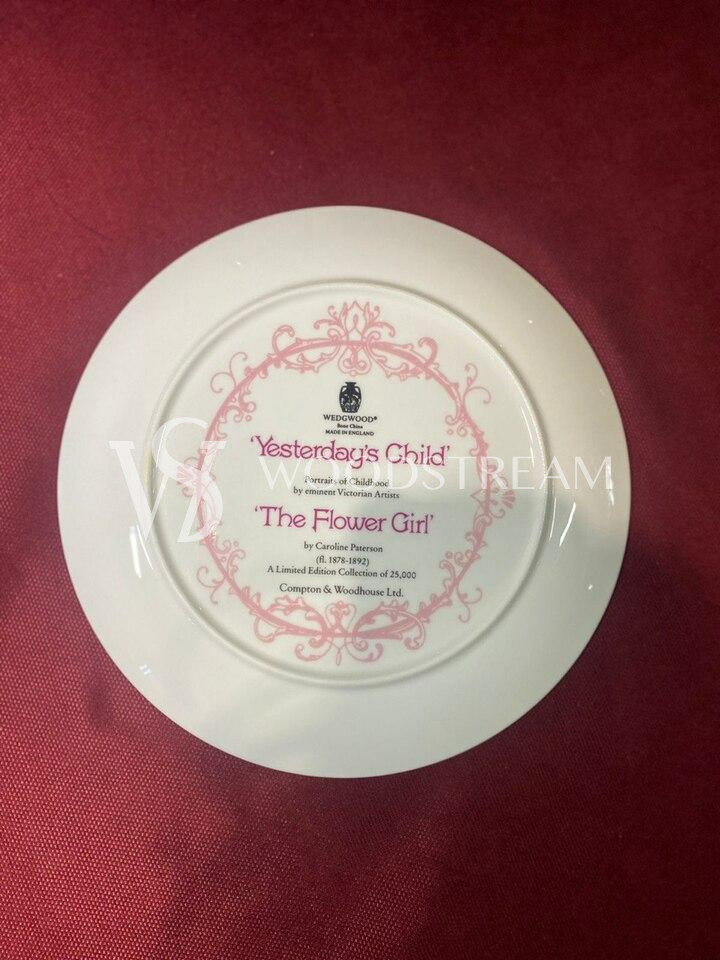 WEDGWOOD®
Bone China
MADE IN ENGLAND
'Yesterday's Child'
WS WOODSTREAM
Portraits of Childhood
by eminent Victorian Artists
'The Flower Girl'
by Caroline Paterson
(fl. 1878-1892)
A Limited Edition Collection of 25,000
Compton & Woodhouse Ltd.